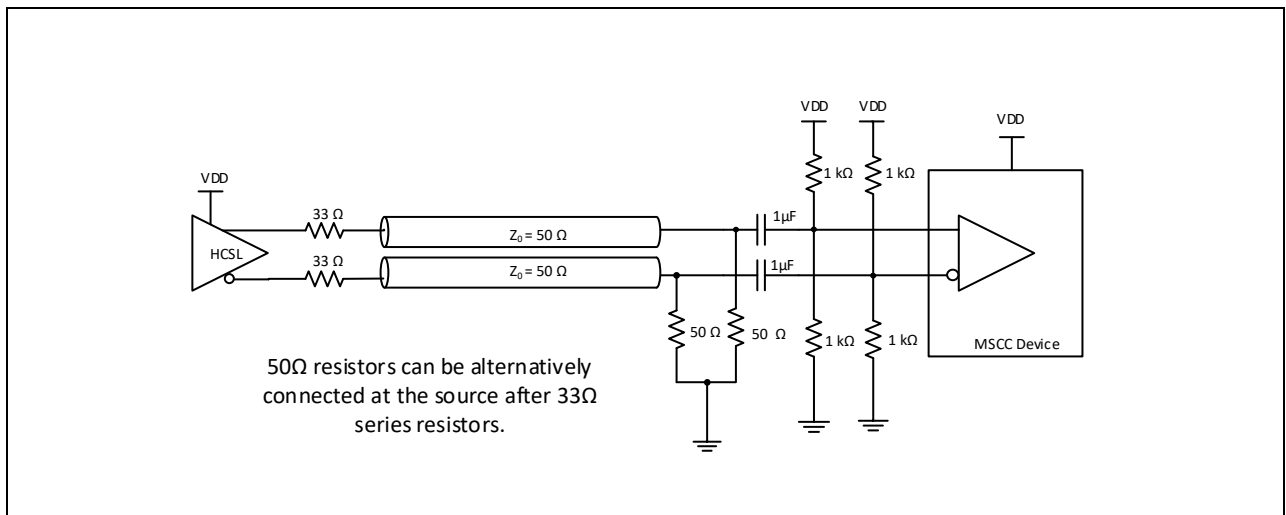 VDD
VDD
VDD
1 kΩ
1 kΩ
VDD
33 Ω
1µF
HCSL
Z0 = 50 Ω
33 Ω
1µF
Z0 = 50 Ω
50 Ω
50 Ω
1 kΩ
1 kΩ
MSCC Device
50Ω resistors can be alternatively
connected at the source after 33Ω
series resistors.